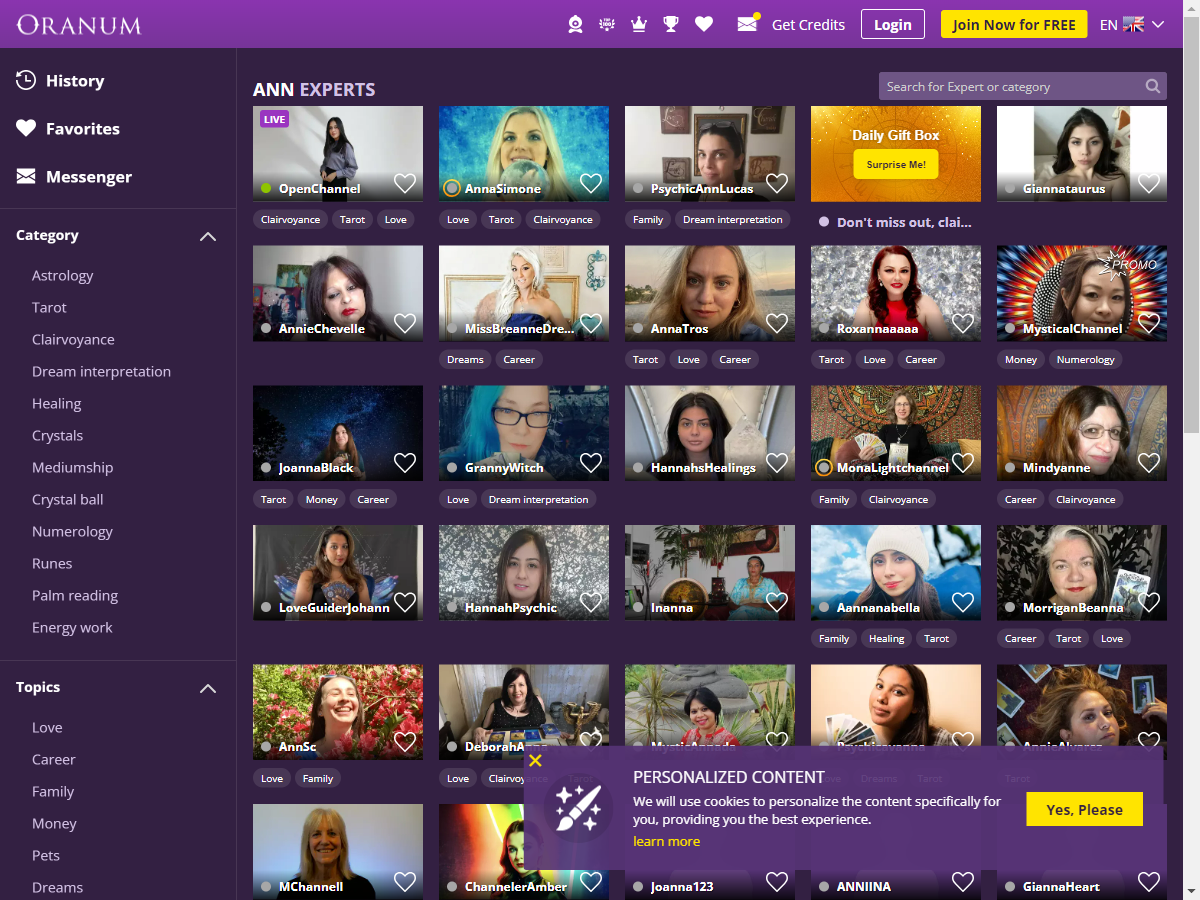 ORANUM
Get Credits
Login
Join Now for FREE
EN
History
Favorites
Messenger
Category
Astrology
Tarot
Clairvoyance
Dream interpretation
Healing
Crystals
Mediumship
Crystal ball
Numerology
Runes
Palm reading
Energy work
Topics
Love
Career
Family
Money
Pets
Dreams
ANN EXPERTS
Search for Expert or category
LIVE
OpenChannel
Clairvoyance Tarot Love
AnnaSimone
Love Tarot Clairvoyance
PsychicAnnLucas
Family Dream interpretation
Daily Gift Box
Surprise Me!
Don't miss out, clai...
Giannataurus
AnnieChevelle
MissBreanneDre...
Dreams Career
AnnaTros
Tarot Love Career
Roxannaaaaa
Tarot Love Career
PROMO
MysticalChannel
Money Numerology
JoannaBlack
Tarot Money Career
GrannyWitch
Love Dream interpretation
HannahsHealings
MonaLightchannel
Family Clairvoyance
Mindyanne
Career Clairvoyance
LoveGuiderJohann
HannahPsychic
Inanna
Aannanabella
Family Healing Tarot
MorriganBeanna
Career Tarot Love
AnnSc
Love Family
Love
Tarot
Dreams Tarot
Tarot
MChannell
ChannelerAmber
Joanna123
ANNIINA
GiannaHeart
PERSONALIZED CONTENT
We will use cookies to personalize the content specifically for
you, providing you the best experience.
learn more
Yes, Please